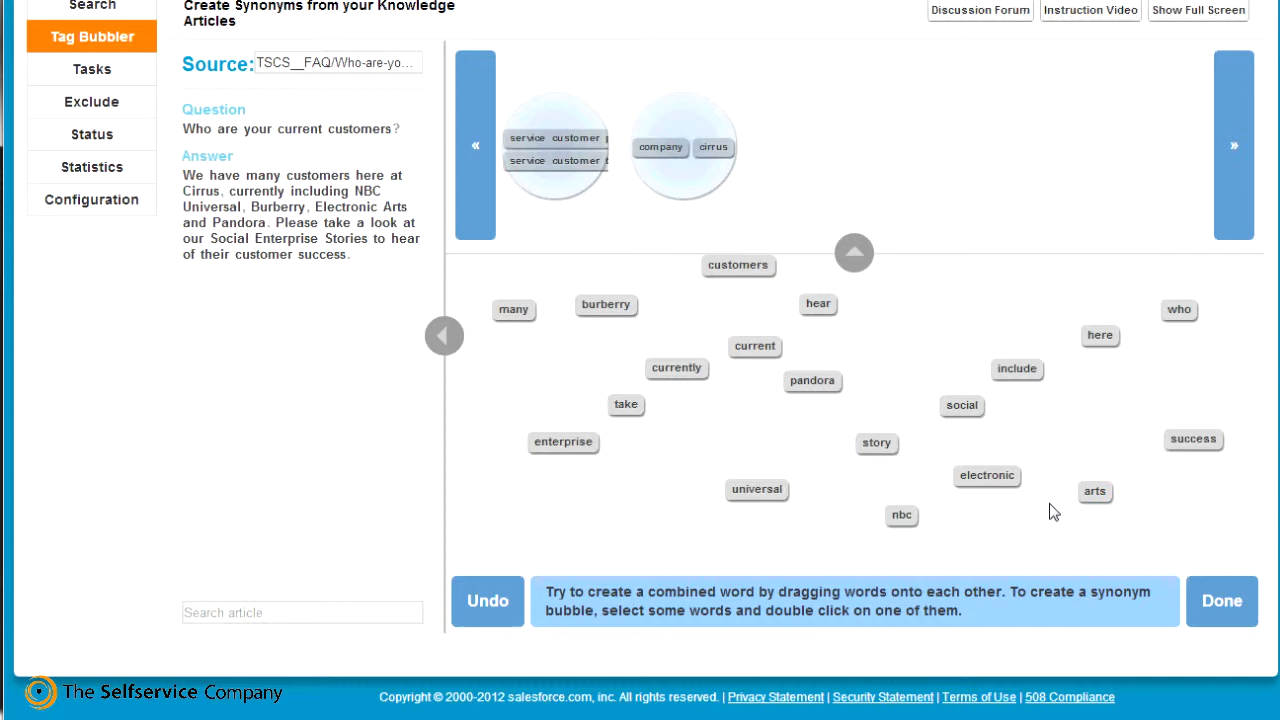 Search
Tag Bubbler
Tasks
Exclude
Status
Statistics
Configuration
Create Synonyms from your Knowledge
Articles
Discussion Forum
Instruction Video
Show Full Screen
Source:
TSCS__FAQ/Who-are-yo...
Question
Who are your current customers?
Answer
We have many customers here at
Cirrus, currently including NBC
Universal, Burberry, Electronic Arts
and Pandora. Please take a look at
our Social Enterprise Stories to hear
of their customer success.
Search article
«
service customer
service customer
company
cirrus
»
customers
many
burberry
hear
who
here
current
currently
include
pandora
take
social
enterprise
story
success
electronic
universal
arts
nbc
Undo
Try to create a combined word by dragging words onto each other. To create a synonym
bubble, select some words and double click on one of them.
Done
The Selfservice Company
Copyright © 2000-2012 salesforce.com, inc. All rights reserved. | Privacy Statement | Security Statement | Terms of Use | 508 Compliance